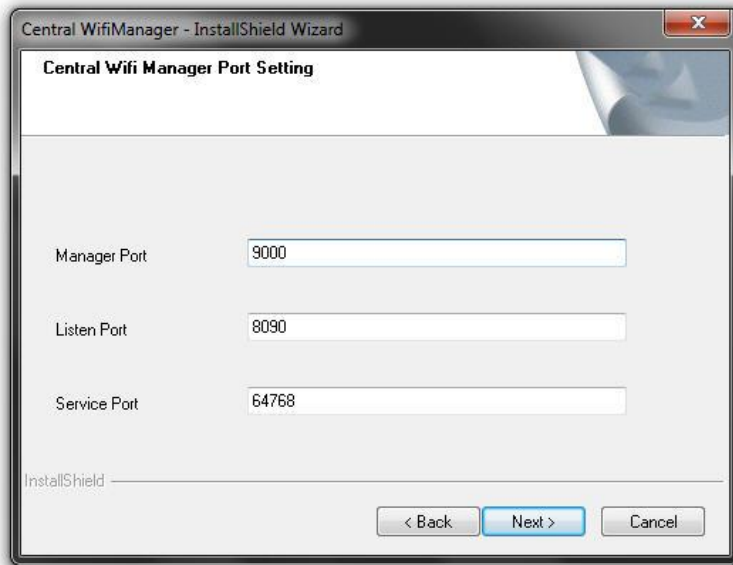 Central WifiManager - InstallShield Wizard
Central Wifi Manager Port Setting
Manager Port 9000
Listen Port 8090
Service Port 64768
InstallShield
< Back Next > Cancel